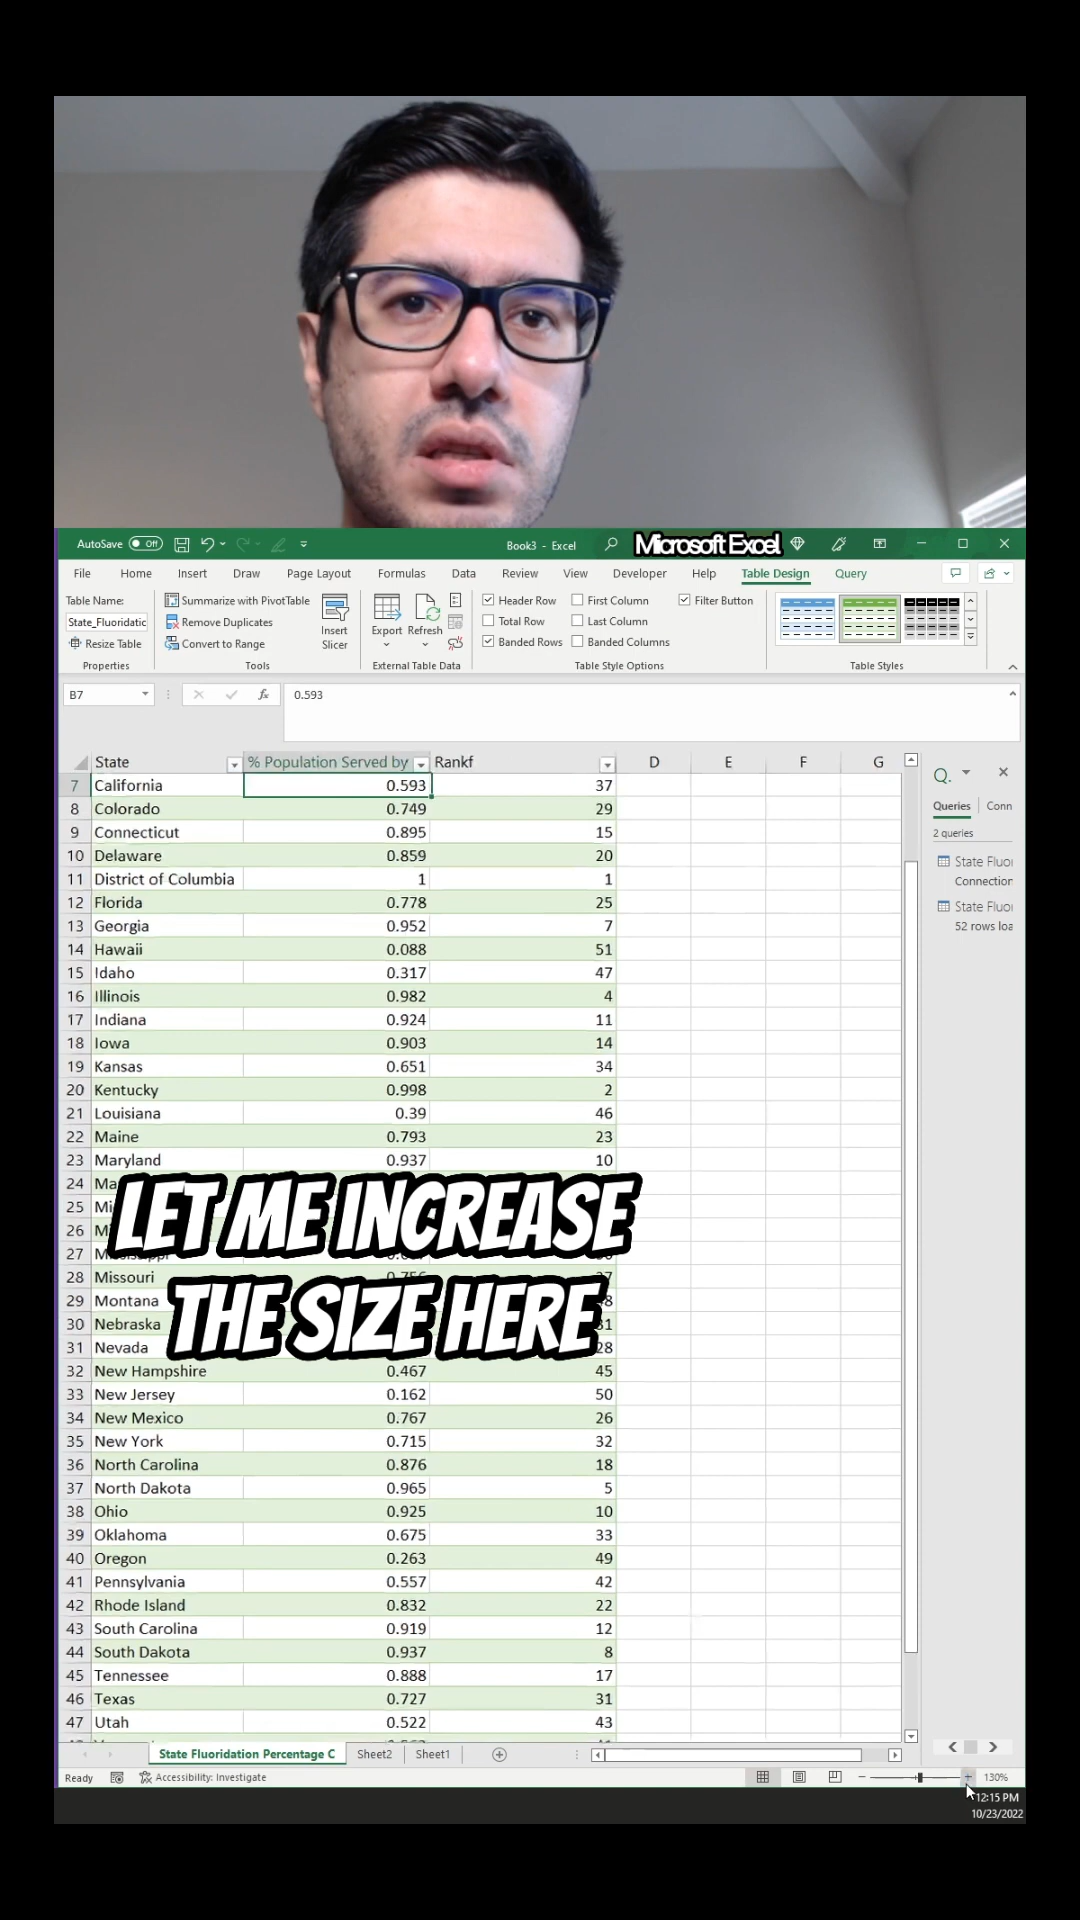 AutoSave Off Book3 - Excel Microsoft Excel
File Home Insert Draw Page Layout Formulas Data Review View Developer Help Table Design Query
Table Name:
State_Fluoridatic
Resize Table
Properties
Summarize with PivotTable
Remove Duplicates
Convert to Range
Tools
Insert Slicer
Export Refresh
External Table Data
Header Row First Column Filter Button
Total Row Last Column
Banded Rows Banded Columns
Table Style Options
Table Styles
B7 fx 0.593
State % Population Served by Rankf D E F G
7 California 0.593 37
8 Colorado 0.749 29
9 Connecticut 0.895 15
10 Delaware 0.859 20
11 District of Columbia 1 1
12 Florida 0.778 25
13 Georgia 0.952 7
14 Hawaii 0.088 51
15 Idaho 0.317 47
16 Illinois 0.982 4
17 Indiana 0.924 11
18 Iowa 0.903 14
19 Kansas 0.651 34
20 Kentucky 0.998 2
21 Louisiana 0.39 46
22 Maine 0.793 23
23 Maryland 0.937 10
24 Ma
25 Mi
26 Mi
27
28 Missouri
29 Montana
30 Nebraska
31 Nevada 28
32 New Hampshire 0.467 45
33 New Jersey 0.162 50
34 New Mexico 0.767 26
35 New York 0.715 32
36 North Carolina 0.876 18
37 North Dakota 0.965 5
38 Ohio 0.925 10
39 Oklahoma 0.675 33
40 Oregon 0.263 49
41 Pennsylvania 0.557 42
42 Rhode Island 0.832 22
43 South Carolina 0.919 12
44 South Dakota 0.937 8
45 Tennessee 0.888 17
46 Texas 0.727 31
47 Utah 0.522 43
LET ME INCREASE
THE SIZE HERE
Q.
Queries Conn
2 queries
State Fluor
Connection
State Fluor
52 rows loa
State Fluoridation Percentage C Sheet2 Sheet1
Ready Accessibility: Investigate 130%
12:15 PM
10/23/2022